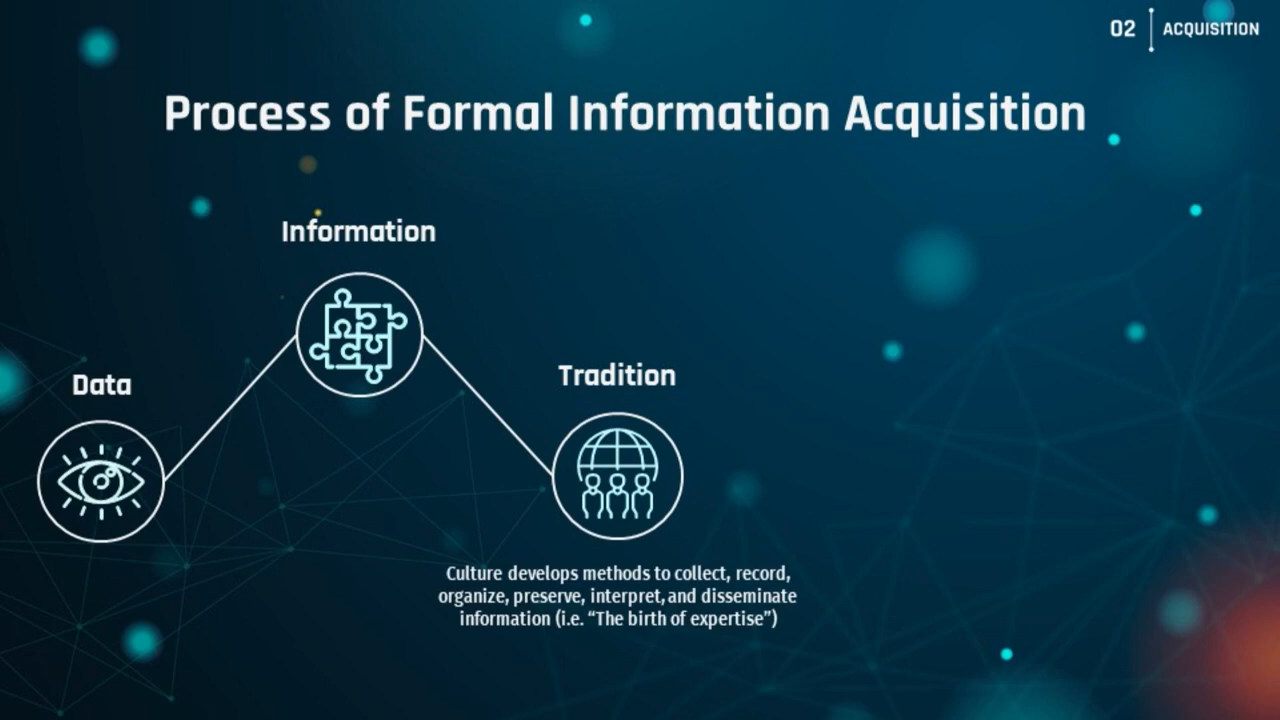 02
ACQUISITION
Process of Formal Information Acquisition
Information
Data
Tradition
Culture develops methods to collect, record,
organize, preserve, interpret, and disseminate
information (i.e. “The birth of expertise”)